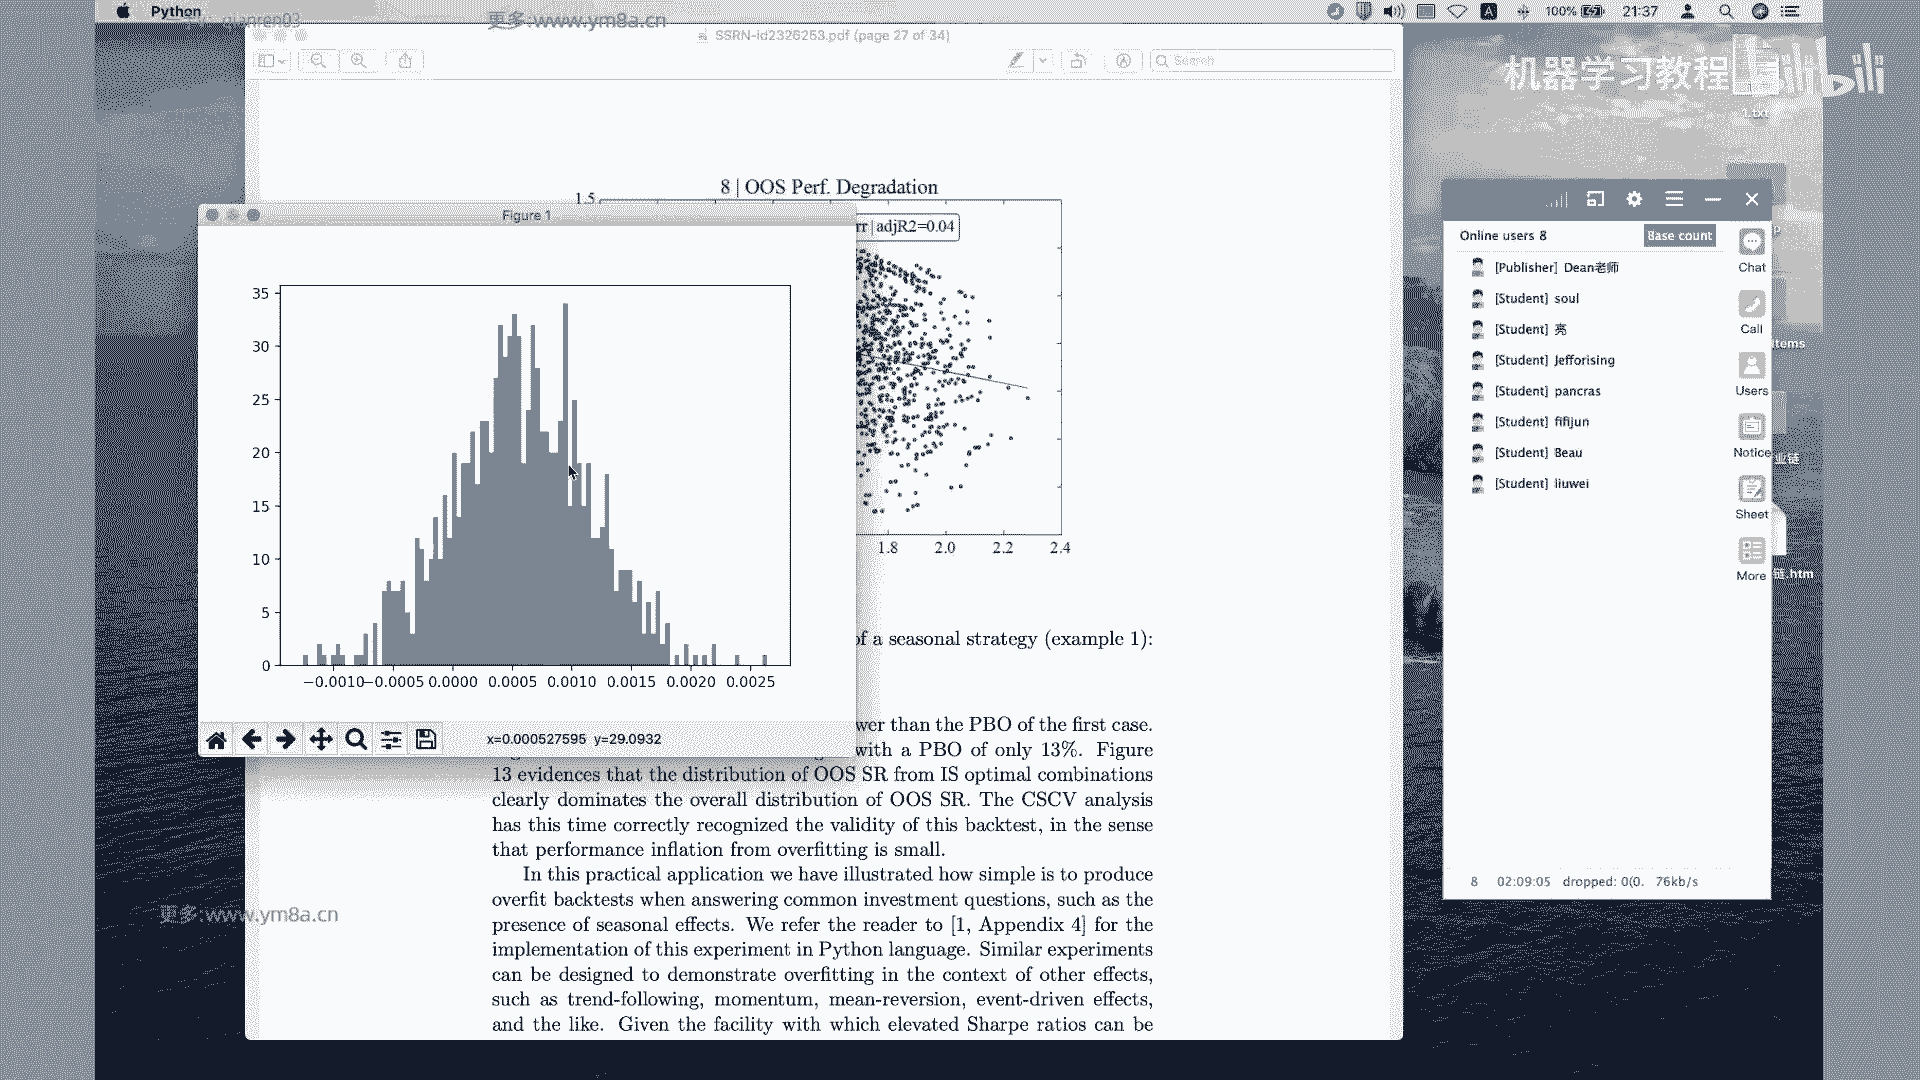 Python
qianren03
更多:www.ym8a.cn
100%
A
21:37
SSRN-id2326253.pdf (page 27 of 34)
Search
机器学习教程
bilibili
1.txt
8 | OOS Perf. Degradation
1.5
rr|adjR2=0.04
1.8 2.0 2.2 2.4
Figure 1
35
30
25
20
15
10
5
0
−0.0010 −0.0005 0.0000 0.0005 0.0010 0.0015 0.0020 0.0025
x=0.000527595 y=29.0932
of a seasonal strategy (example 1):
wer than the PBO of the first case.
with a PBO of only 13%. Figure
13 evidences that the distribution of OOS SR from IS optimal combinations
clearly dominates the overall distribution of OOS SR. The CSCV analysis
has this time correctly recognized the validity of this backtest, in the sense
that performance inflation from overfitting is small.
In this practical application we have illustrated how simple is to produce
overfit backtests when answering common investment questions, such as the
presence of seasonal effects. We refer the reader to [1, Appendix 4] for the
implementation of this experiment in Python language. Similar experiments
can be designed to demonstrate overfitting in the context of other effects,
such as trend-following, momentum, mean-reversion, event-driven effects,
and the like. Given the facility with which elevated Sharpe ratios can be
更多:www.ym8a.cn
Online users 8
Base count
[Publisher] Dean老师
[Student] soul
[Student] 亮
[Student] Jefforising
[Student] pancras
[Student] fifijun
[Student] Beau
[Student] liuwei
Chat
Call
Users
Notice
Sheet
More
8 02:09:05 dropped: 0(0. 76kb/s
items
业链
链.htm